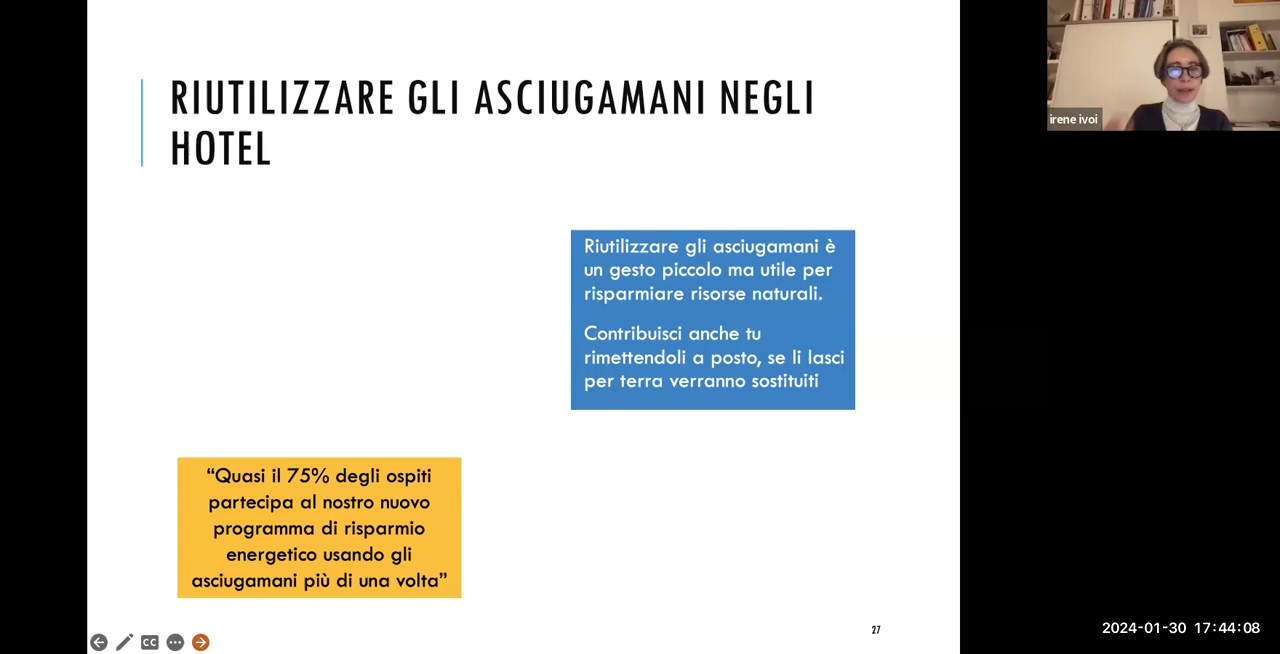 RIUTILIZZARE GLI ASCIUGAMANI NEGLI
HOTEL
irene ivoi
Riutilizzare gli asciugamani è
un gesto piccolo ma utile per
risparmiare risorse naturali.
Contribuisci anche tu
rimettendoli a posto, se li lasci
per terra verranno sostituiti
“Quasi il 75% degli ospiti
partecipa al nostro nuovo
programma di risparmio
energetico usando gli
asciugamani più di una volta”
27
CC
2024-01-30 17:44:08